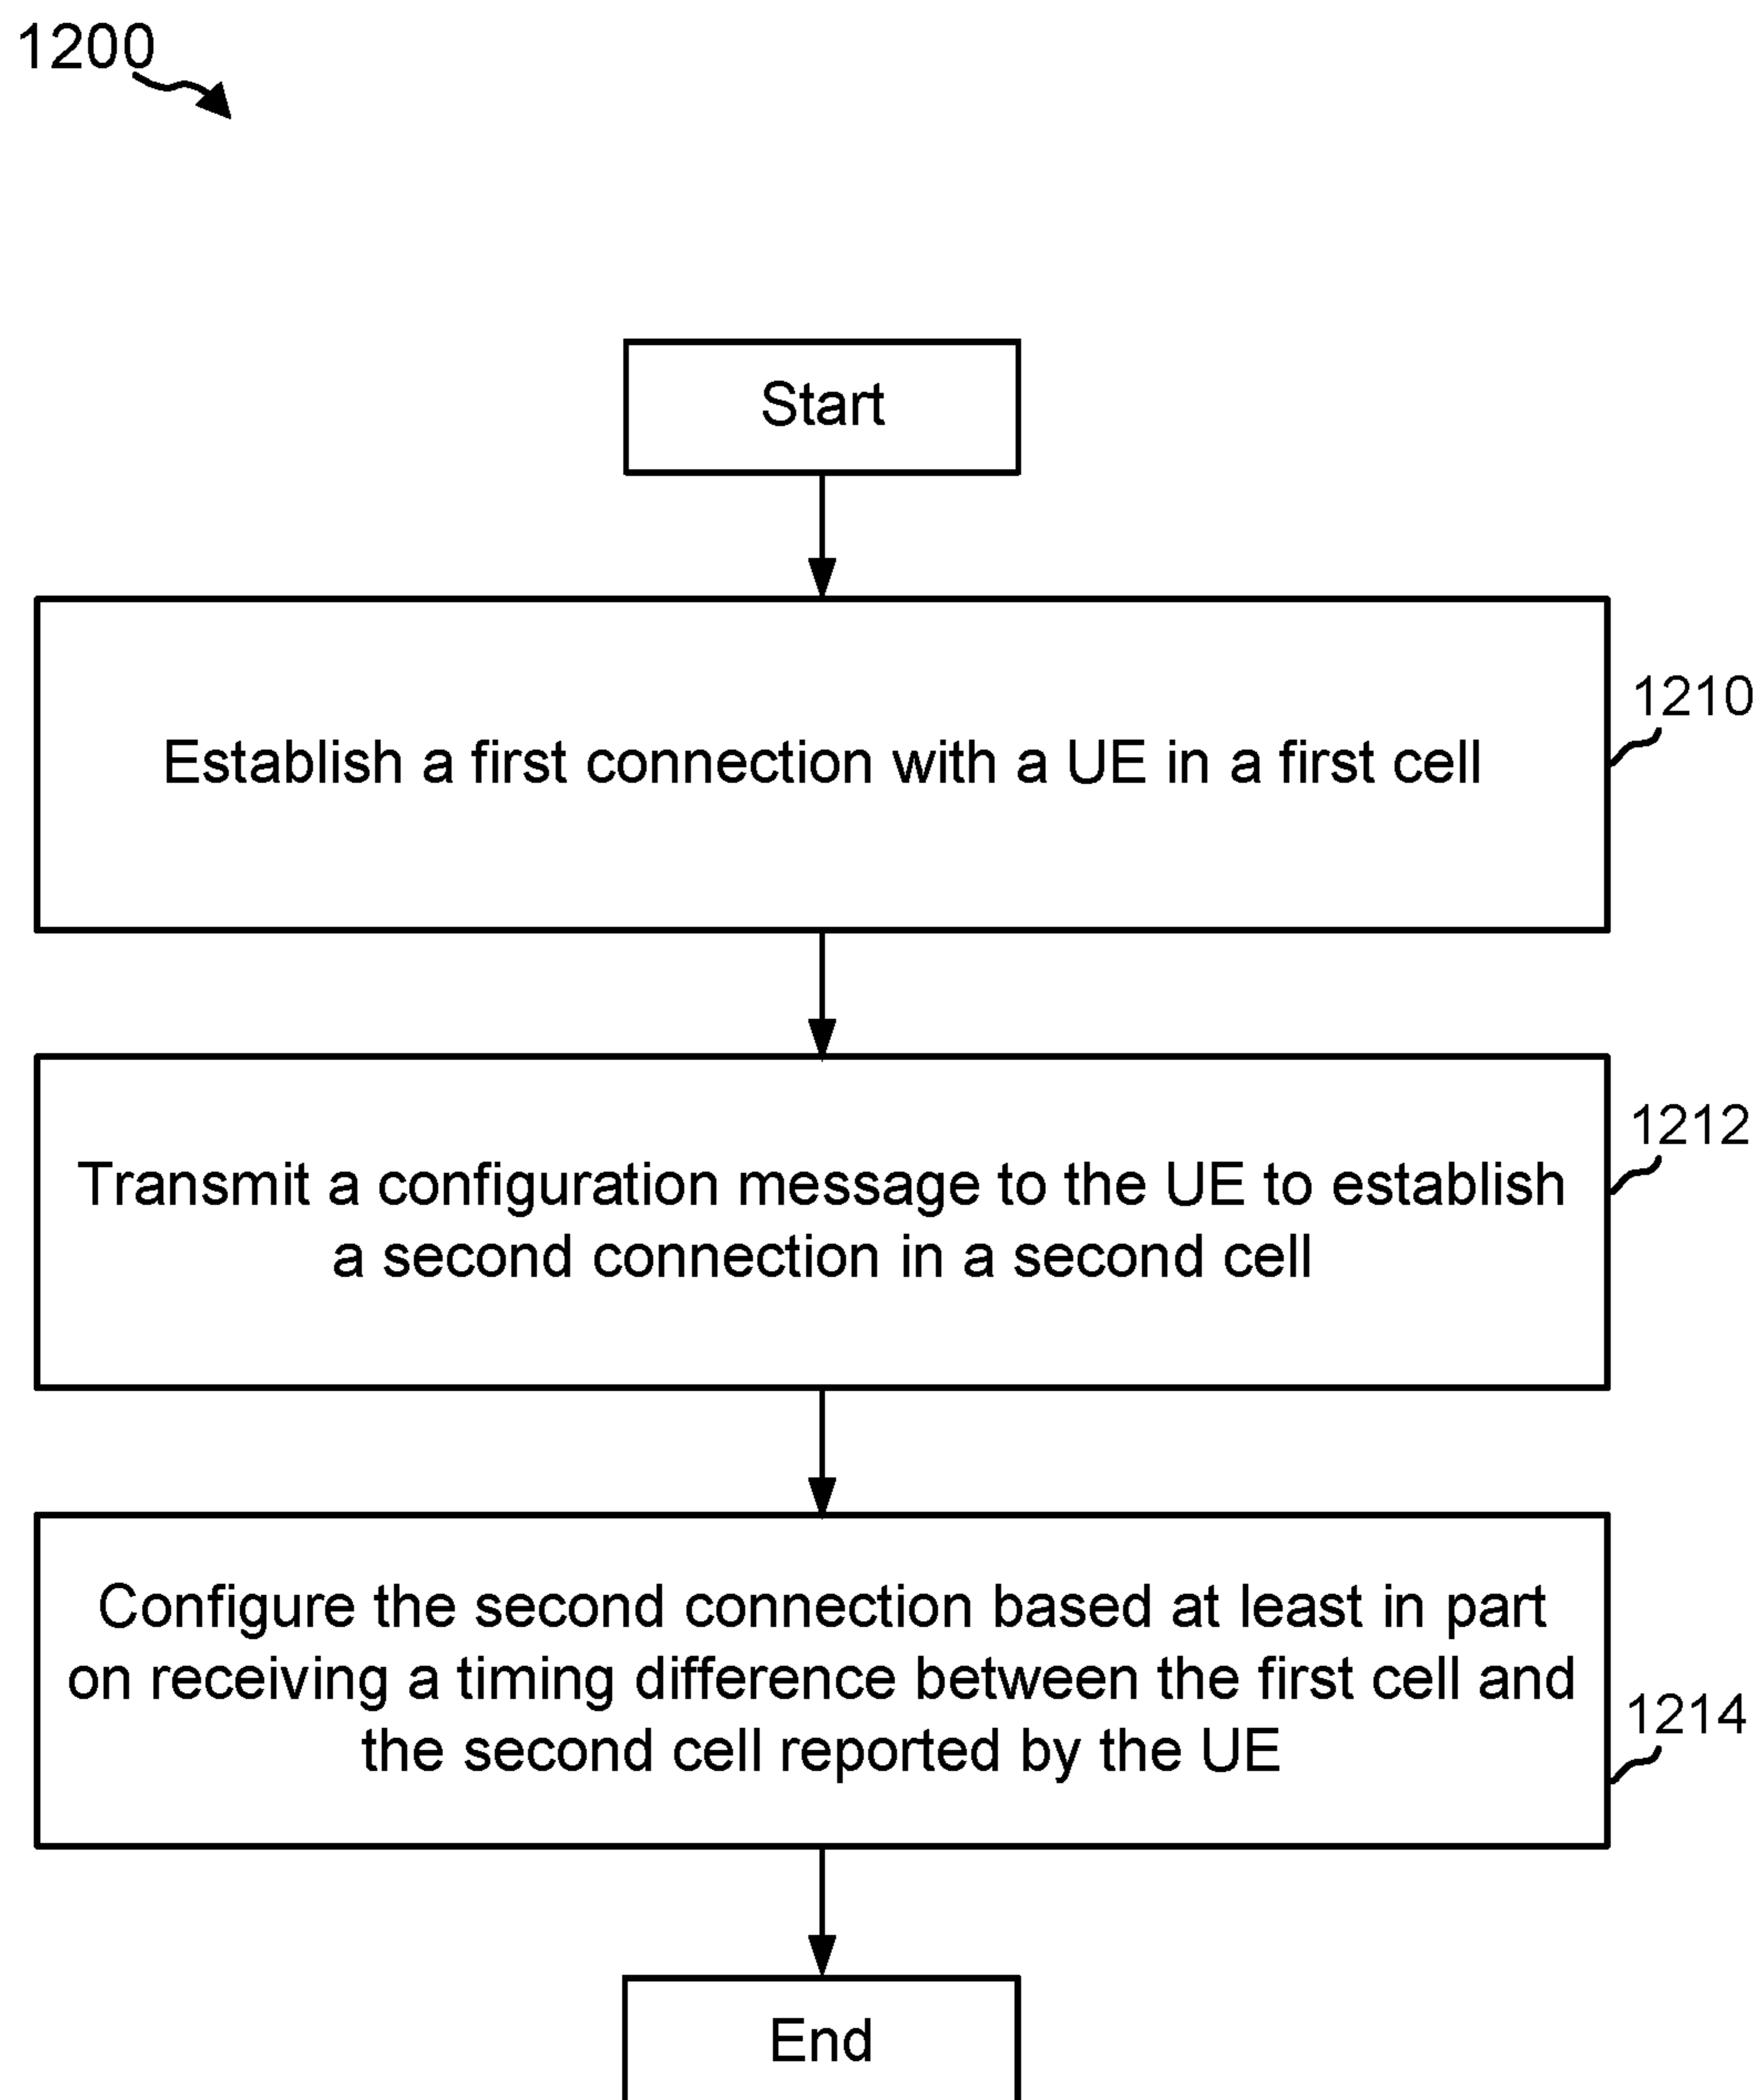 1200
Start
Establish a first connection with a UE in a first cell
1210
Transmit a configuration message to the UE to establish
a second connection in a second cell
1212
Configure the second connection based at least in part
on receiving a timing difference between the first cell and
the second cell reported by the UE
1214
End